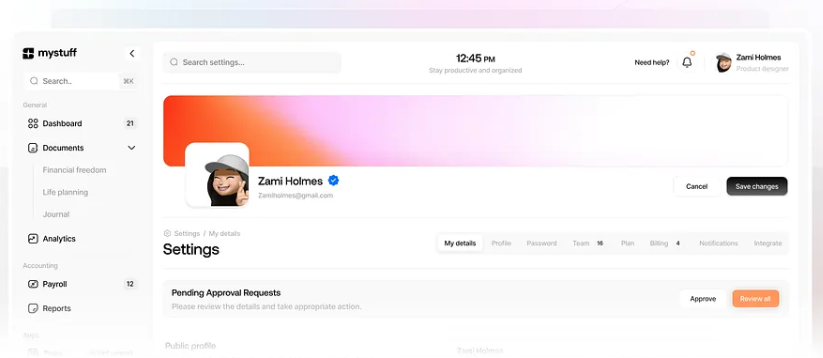 mystuff
Search..
⌘K
General
Dashboard 21
Documents
Financial freedom
Life planning
Journal
Analytics
Accounting
Payroll 12
Reports
Search settings...
12:45 PM
Stay productive and organized
Need help?
Zami Holmes
Product designer
Zami Holmes
Zamiholmes@gmail.com
Cancel
Save changes
Settings / My details
Settings
My details Profile Password Team 16 Plan Billing 4 Notifications Integrate
Pending Approval Requests
Please review the details and take appropriate action.
Approve
Review all
Public profile
Zami Holmes